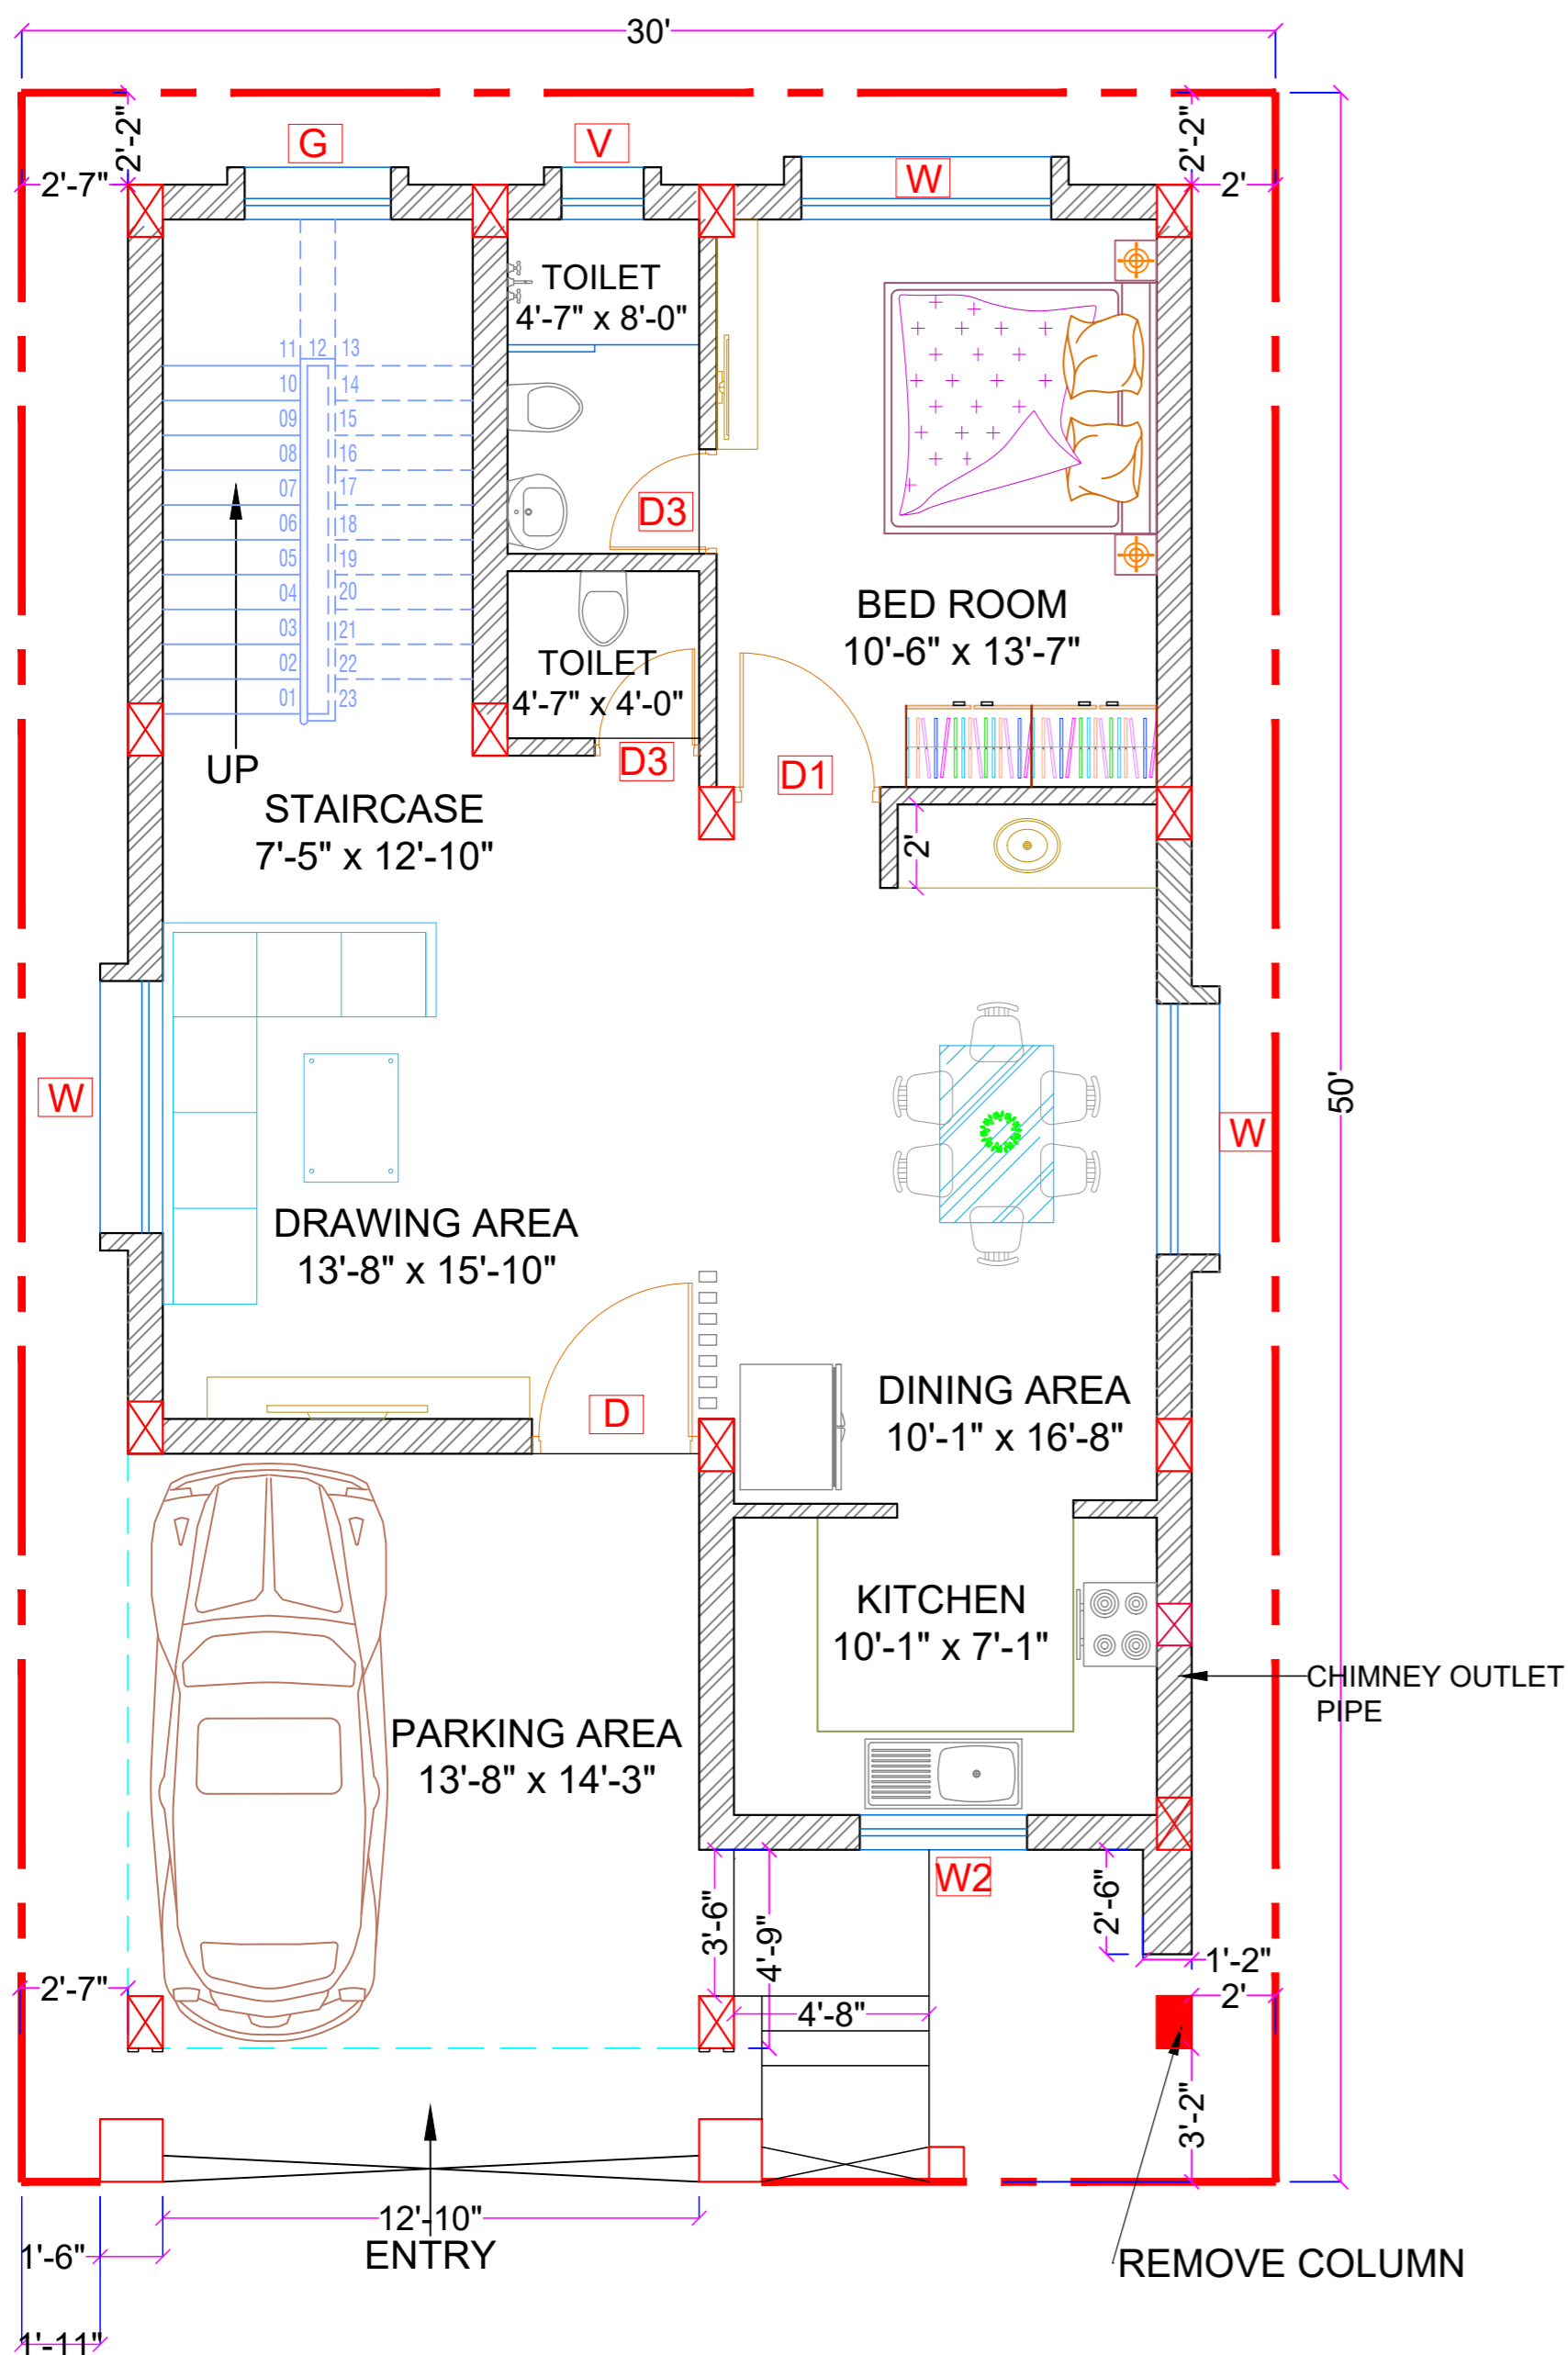 30'
2'-2"
2'-2"
G
V
W
2'-7"
2'
TOILET
4'-7" x 8'-0"
11 12 13
10 14
09 15
08 16
07 17
06 18
05 19
04 20
03 21
02 22
01 23
D3
BED ROOM
10'-6" x 13'-7"
TOILET
4'-7" x 4'-0"
UP
D3
D1
STAIRCASE
7'-5" x 12'-10"
2'
50'
W
W
DRAWING AREA
13'-8" x 15'-10"
D
DINING AREA
10'-1" x 16'-8"
KITCHEN
10'-1" x 7'-1"
CHIMNEY OUTLET
PIPE
PARKING AREA
13'-8" x 14'-3"
W2
3'-6"
4'-9"
2'-6"
1'-2"
2'-7"
2'
4'-8"
3'-2"
12'-10"
ENTRY
1'-6"
REMOVE COLUMN
1'-11"